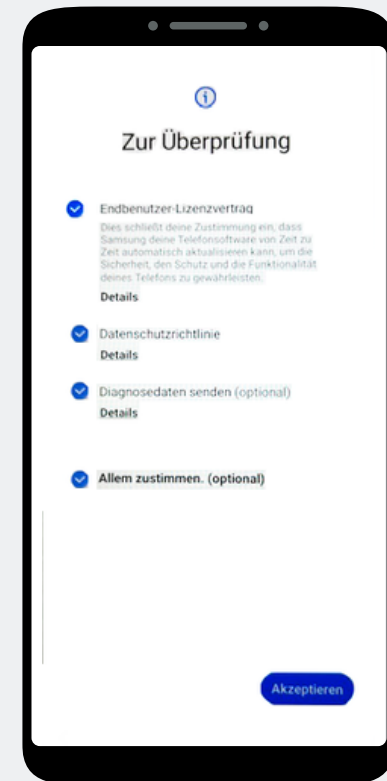 Zur Überprüfung
Endbenutzer-Lizenzvertrag
Dies schließt deine Zustimmung ein, dass
Samsung deine Telefonsoftware von Zeit zu
Zeit automatisch aktualisieren kann, um die
Sicherheit, den Schutz und die Funktionalität
deines Telefons zu gewährleisten.
Details
Datenschutzrichtlinie
Details
Diagnosedaten senden (optional)
Details
Allem zustimmen. (optional)
Akzeptieren